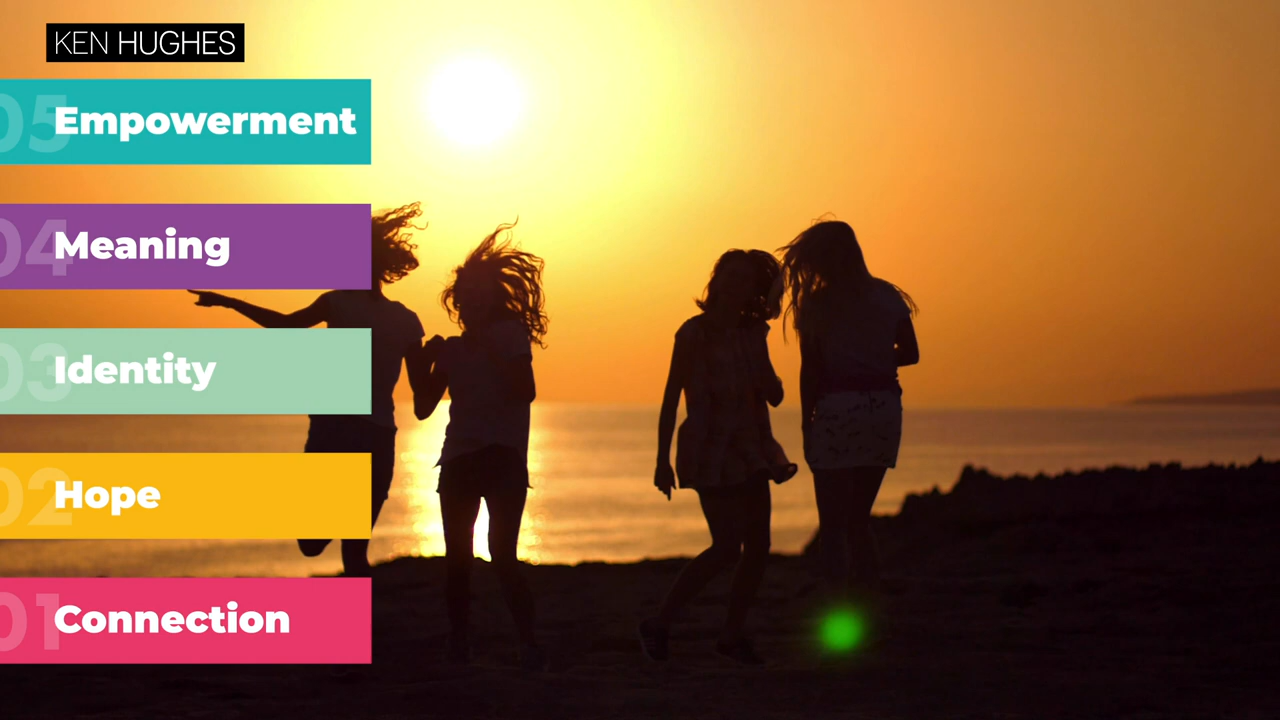 KEN HUGHES
05 Empowerment
04 Meaning
03 Identity
02 Hope
01 Connection